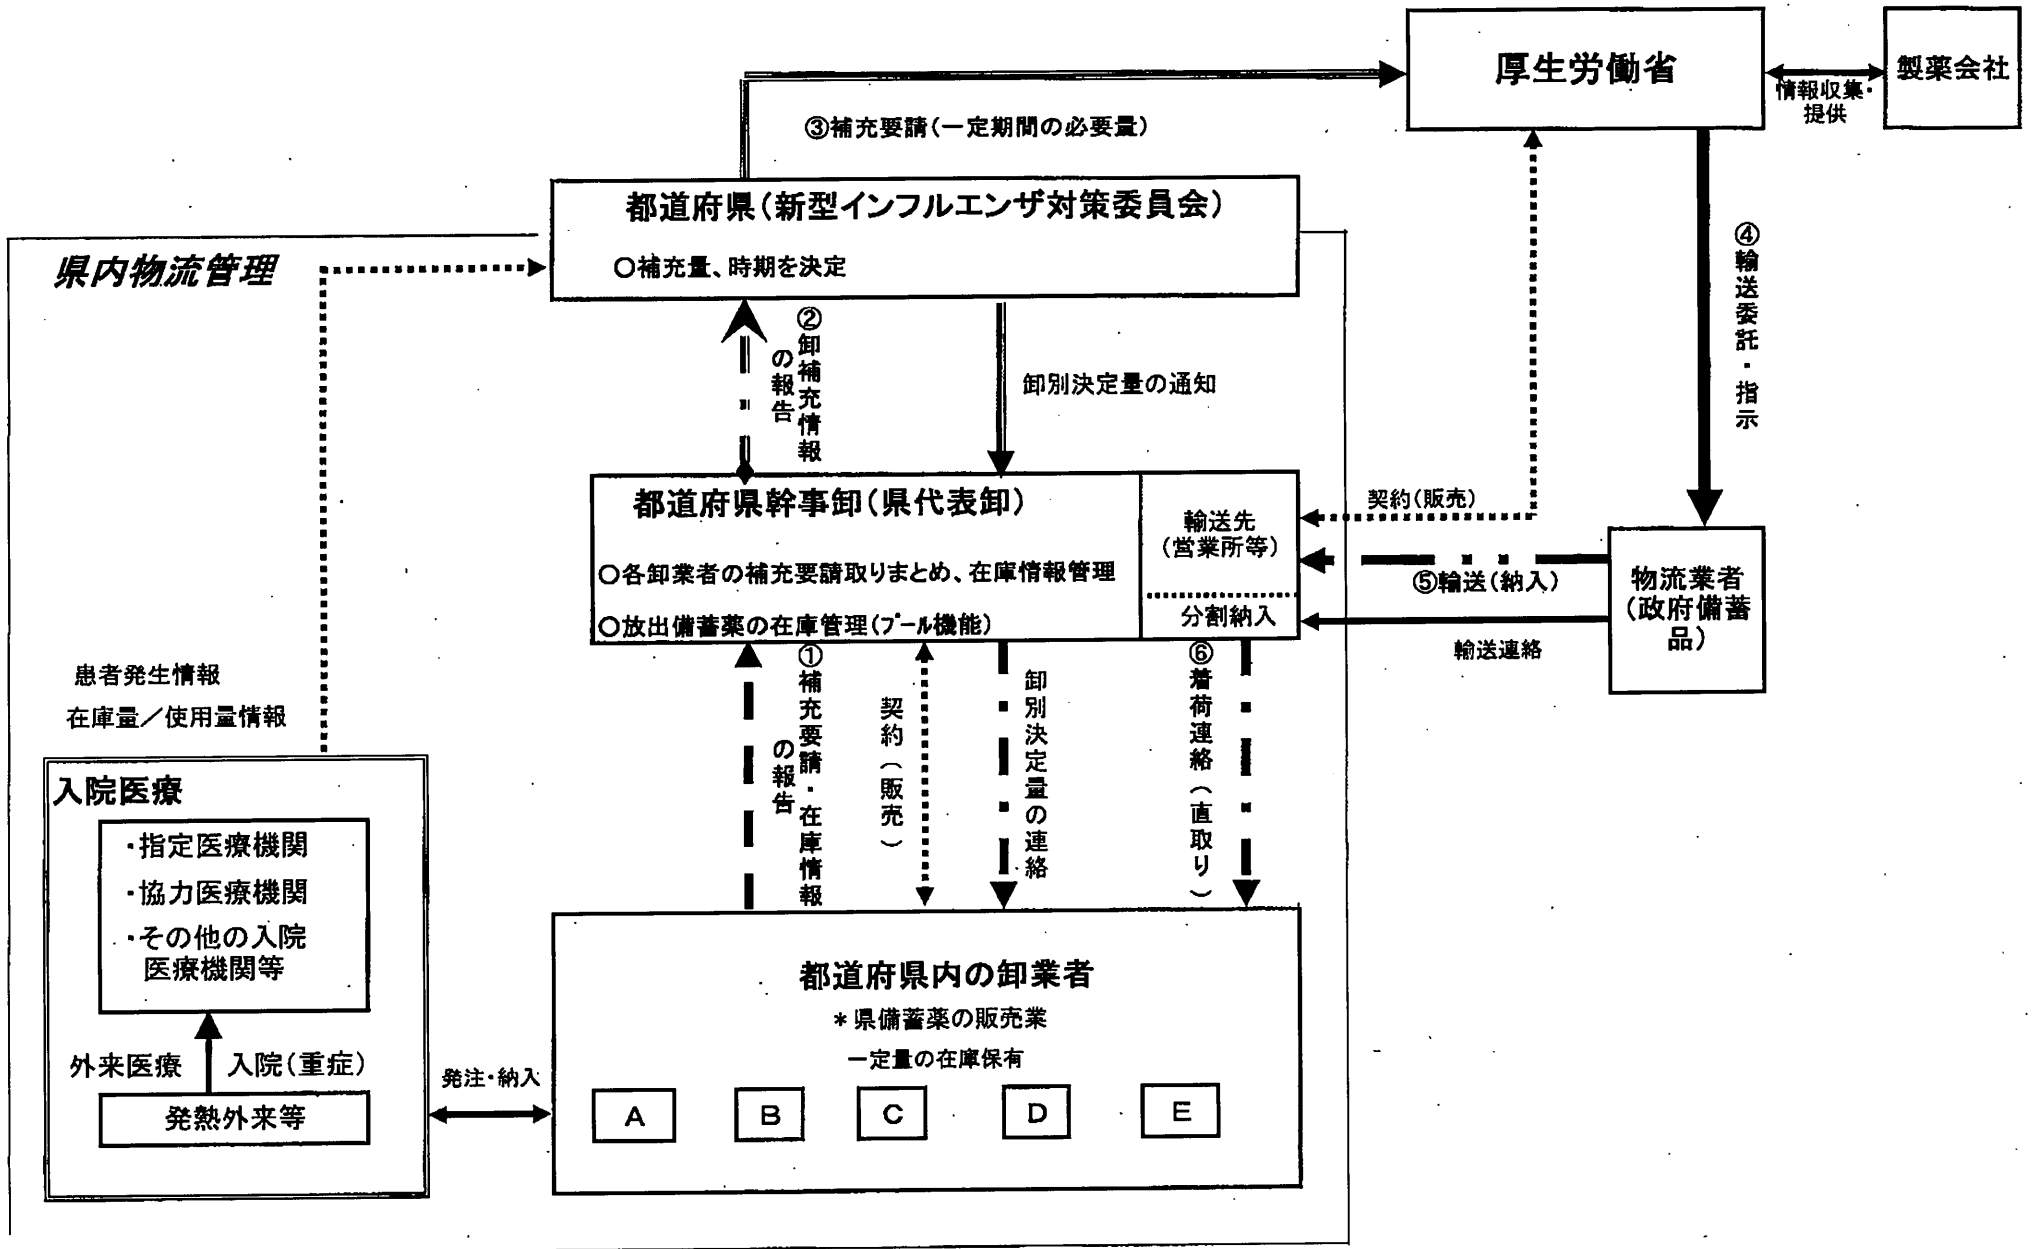 厚生労働省
製薬会社
情報収集・
提供
③補充要請(一定期間の必要量)
都道府県(新型インフルエンザ対策委員会)
○補充量、時期を決定
県内物流管理
④輸送委託・指示
②卸補充情報
の報告
卸別決定量の通知
都道府県幹事卸(県代表卸)
○各卸業者の補充要請取りまとめ、在庫情報管理
○放出備蓄薬の在庫管理(プール機能)
輸送先
(営業所等)
分割納入
契約(販売)
⑤輸送(納入)
輸送連絡
物流業者
(政府備蓄
品)
患者発生情報
在庫量／使用量情報
①補充要請・在庫情報
の報告
契約(販売)
卸別決定量の連絡
⑥着荷連絡(直取り)
入院医療
・指定医療機関
・協力医療機関
・その他の入院
医療機関等
外来医療
入院(重症)
発熱外来等
発注・納入
都道府県内の卸業者
＊県備蓄薬の販売業
一定量の在庫保有
A
B
C
D
E